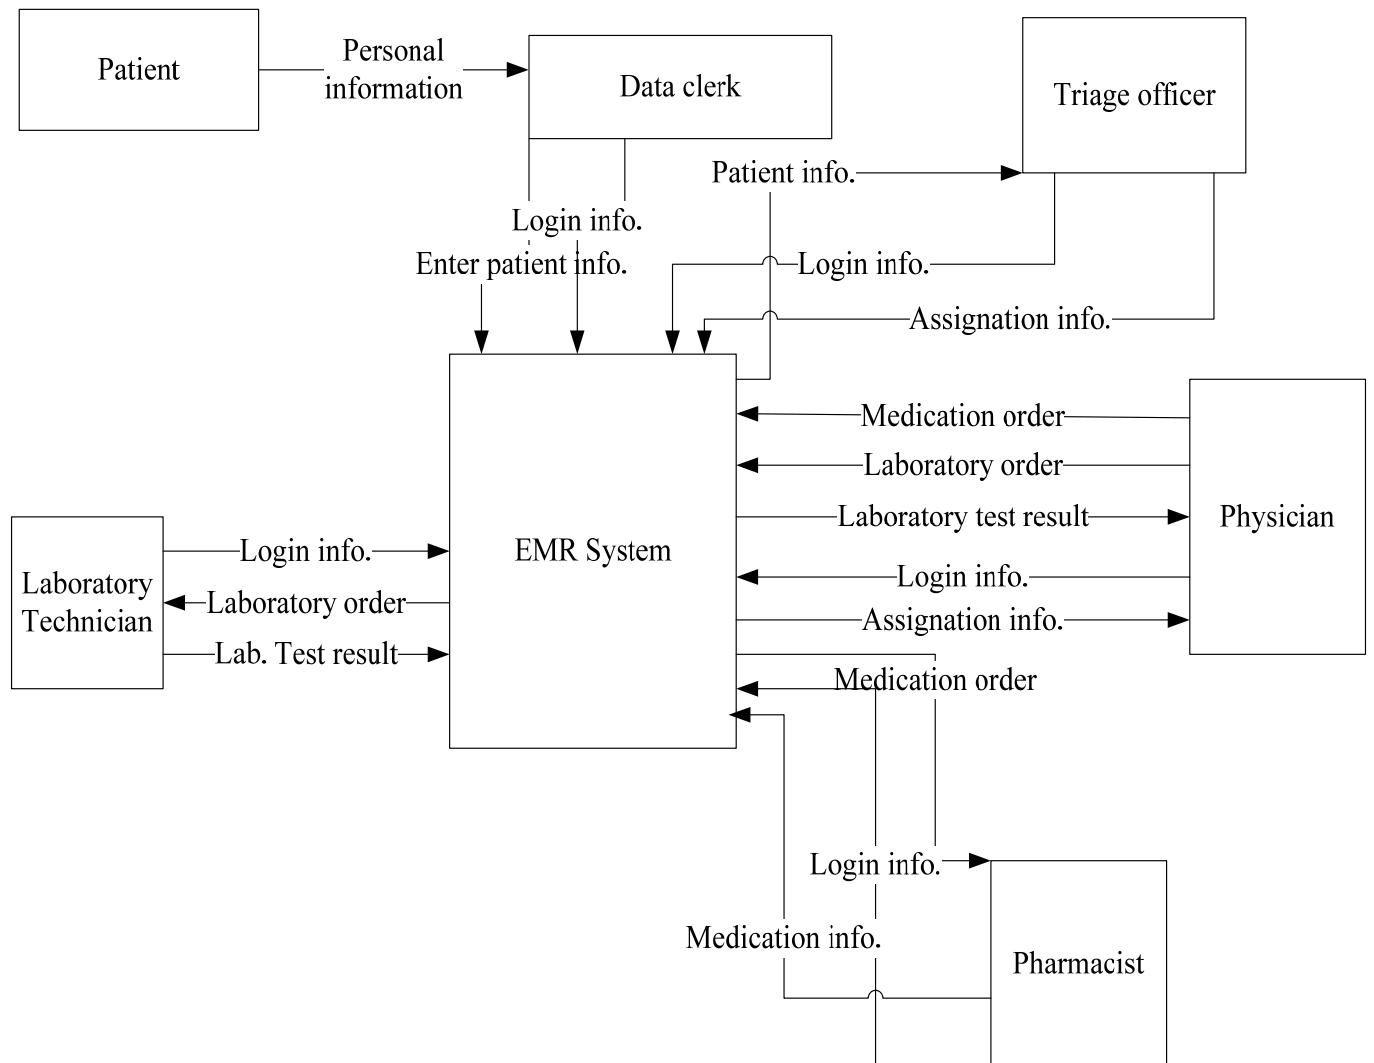 Patient
Personal
information
Data clerk
Triage officer
Patient info.
Login info.
Enter patient info.
Login info.
Assignation info.
Medication order
Laboratory order
Laboratory test result
Physician
Login info.
EMR System
Login info.
Laboratory
Technician
Laboratory order
Assignation info.
Lab. Test result
Medication order
Login info.
Medication info.
Pharmacist